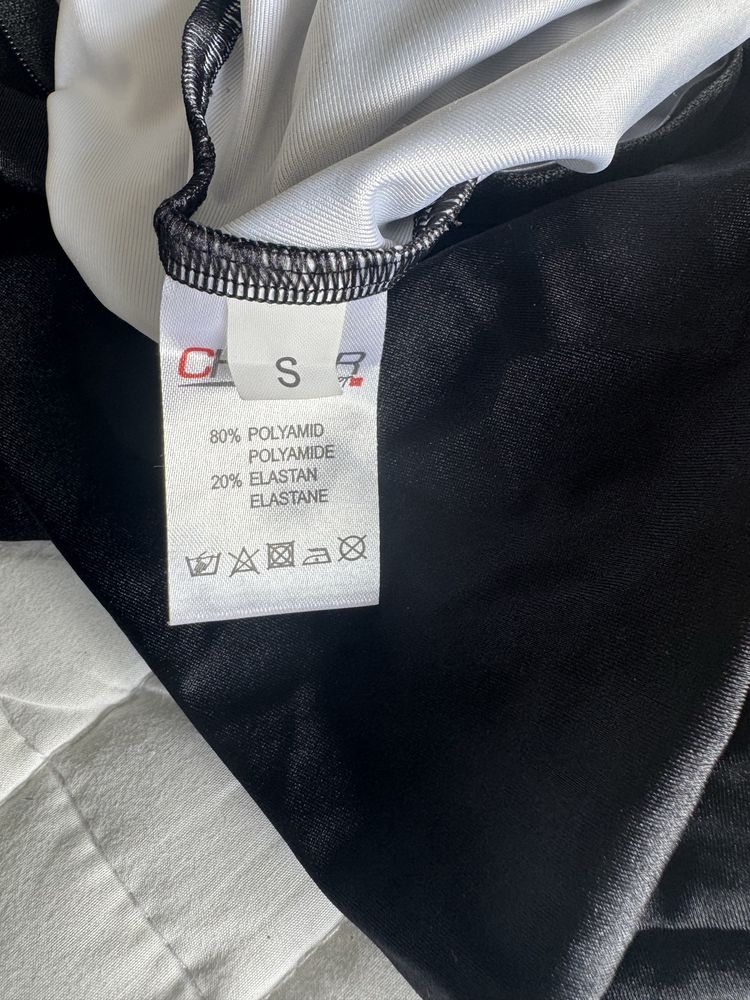 S
80% POLYAMID
POLYAMIDE
20% ELASTAN
ELASTANE